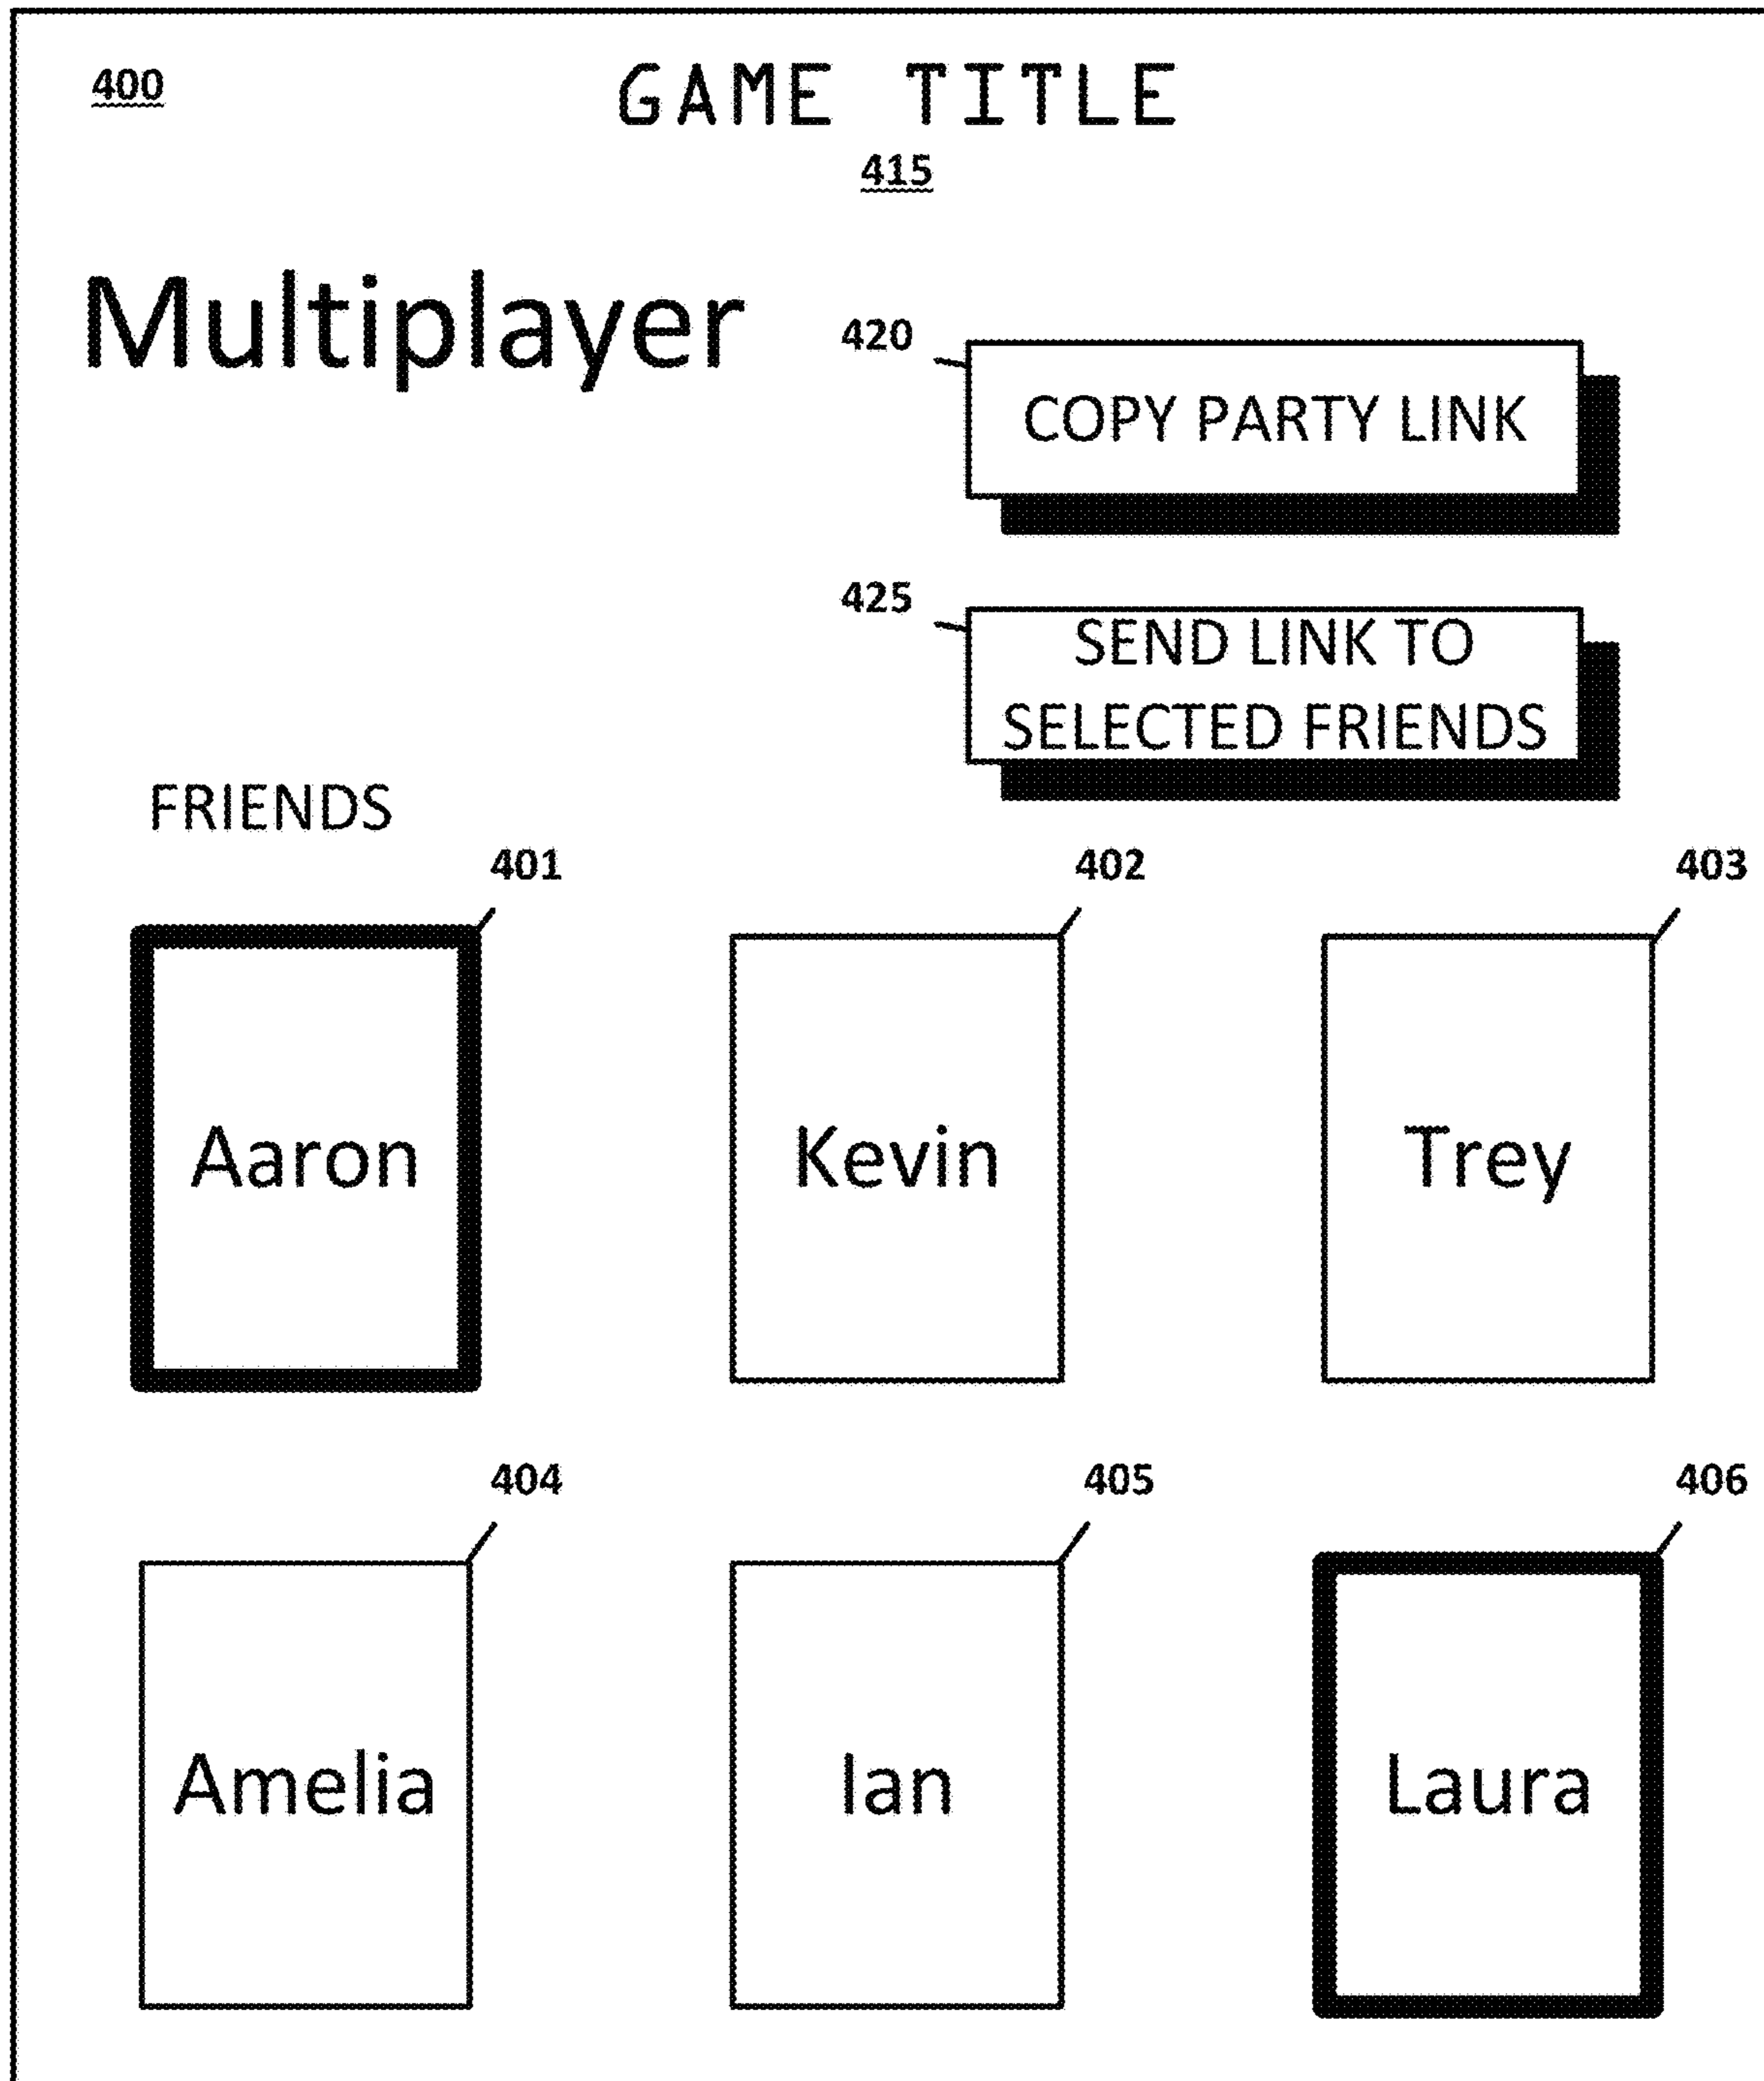 400
GAME TITLE
415
Multiplayer
420
COPY PARTY LINK
425
SEND LINK TO
SELECTED FRIENDS
FRIENDS
401
402
403
Aaron
Kevin
Trey
404
405
406
Amelia
Ian
Laura